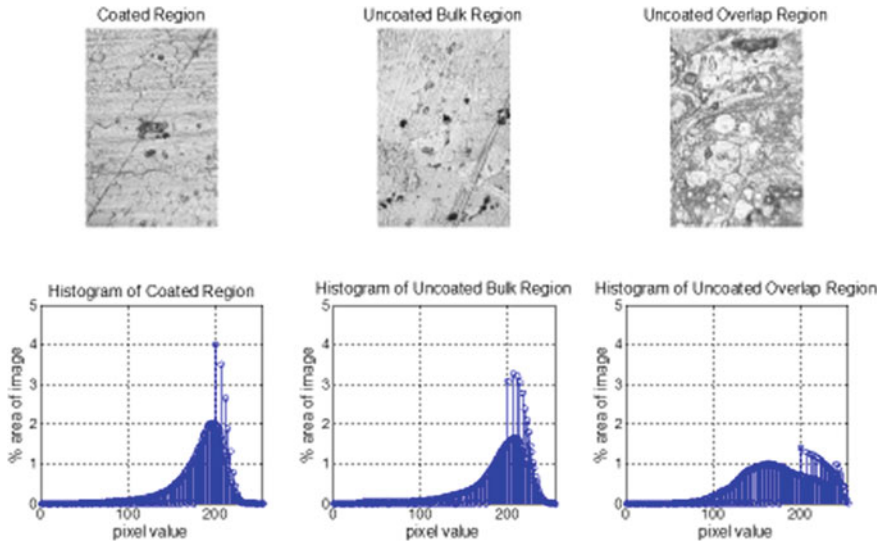 Coated Region
Uncoated Bulk Region
Uncoated Overlap Region
Histogram of Coated Region
5
4
3
2
1
0
% area of image
0
100
200
pixel value
Histogram of Uncoated Bulk Region
5
4
3
2
1
0
% area of image
0
100
200
pixel value
Histogram of Uncoated Overlap Region
5
4
3
2
1
0
% area of image
0
100
200
pixel value